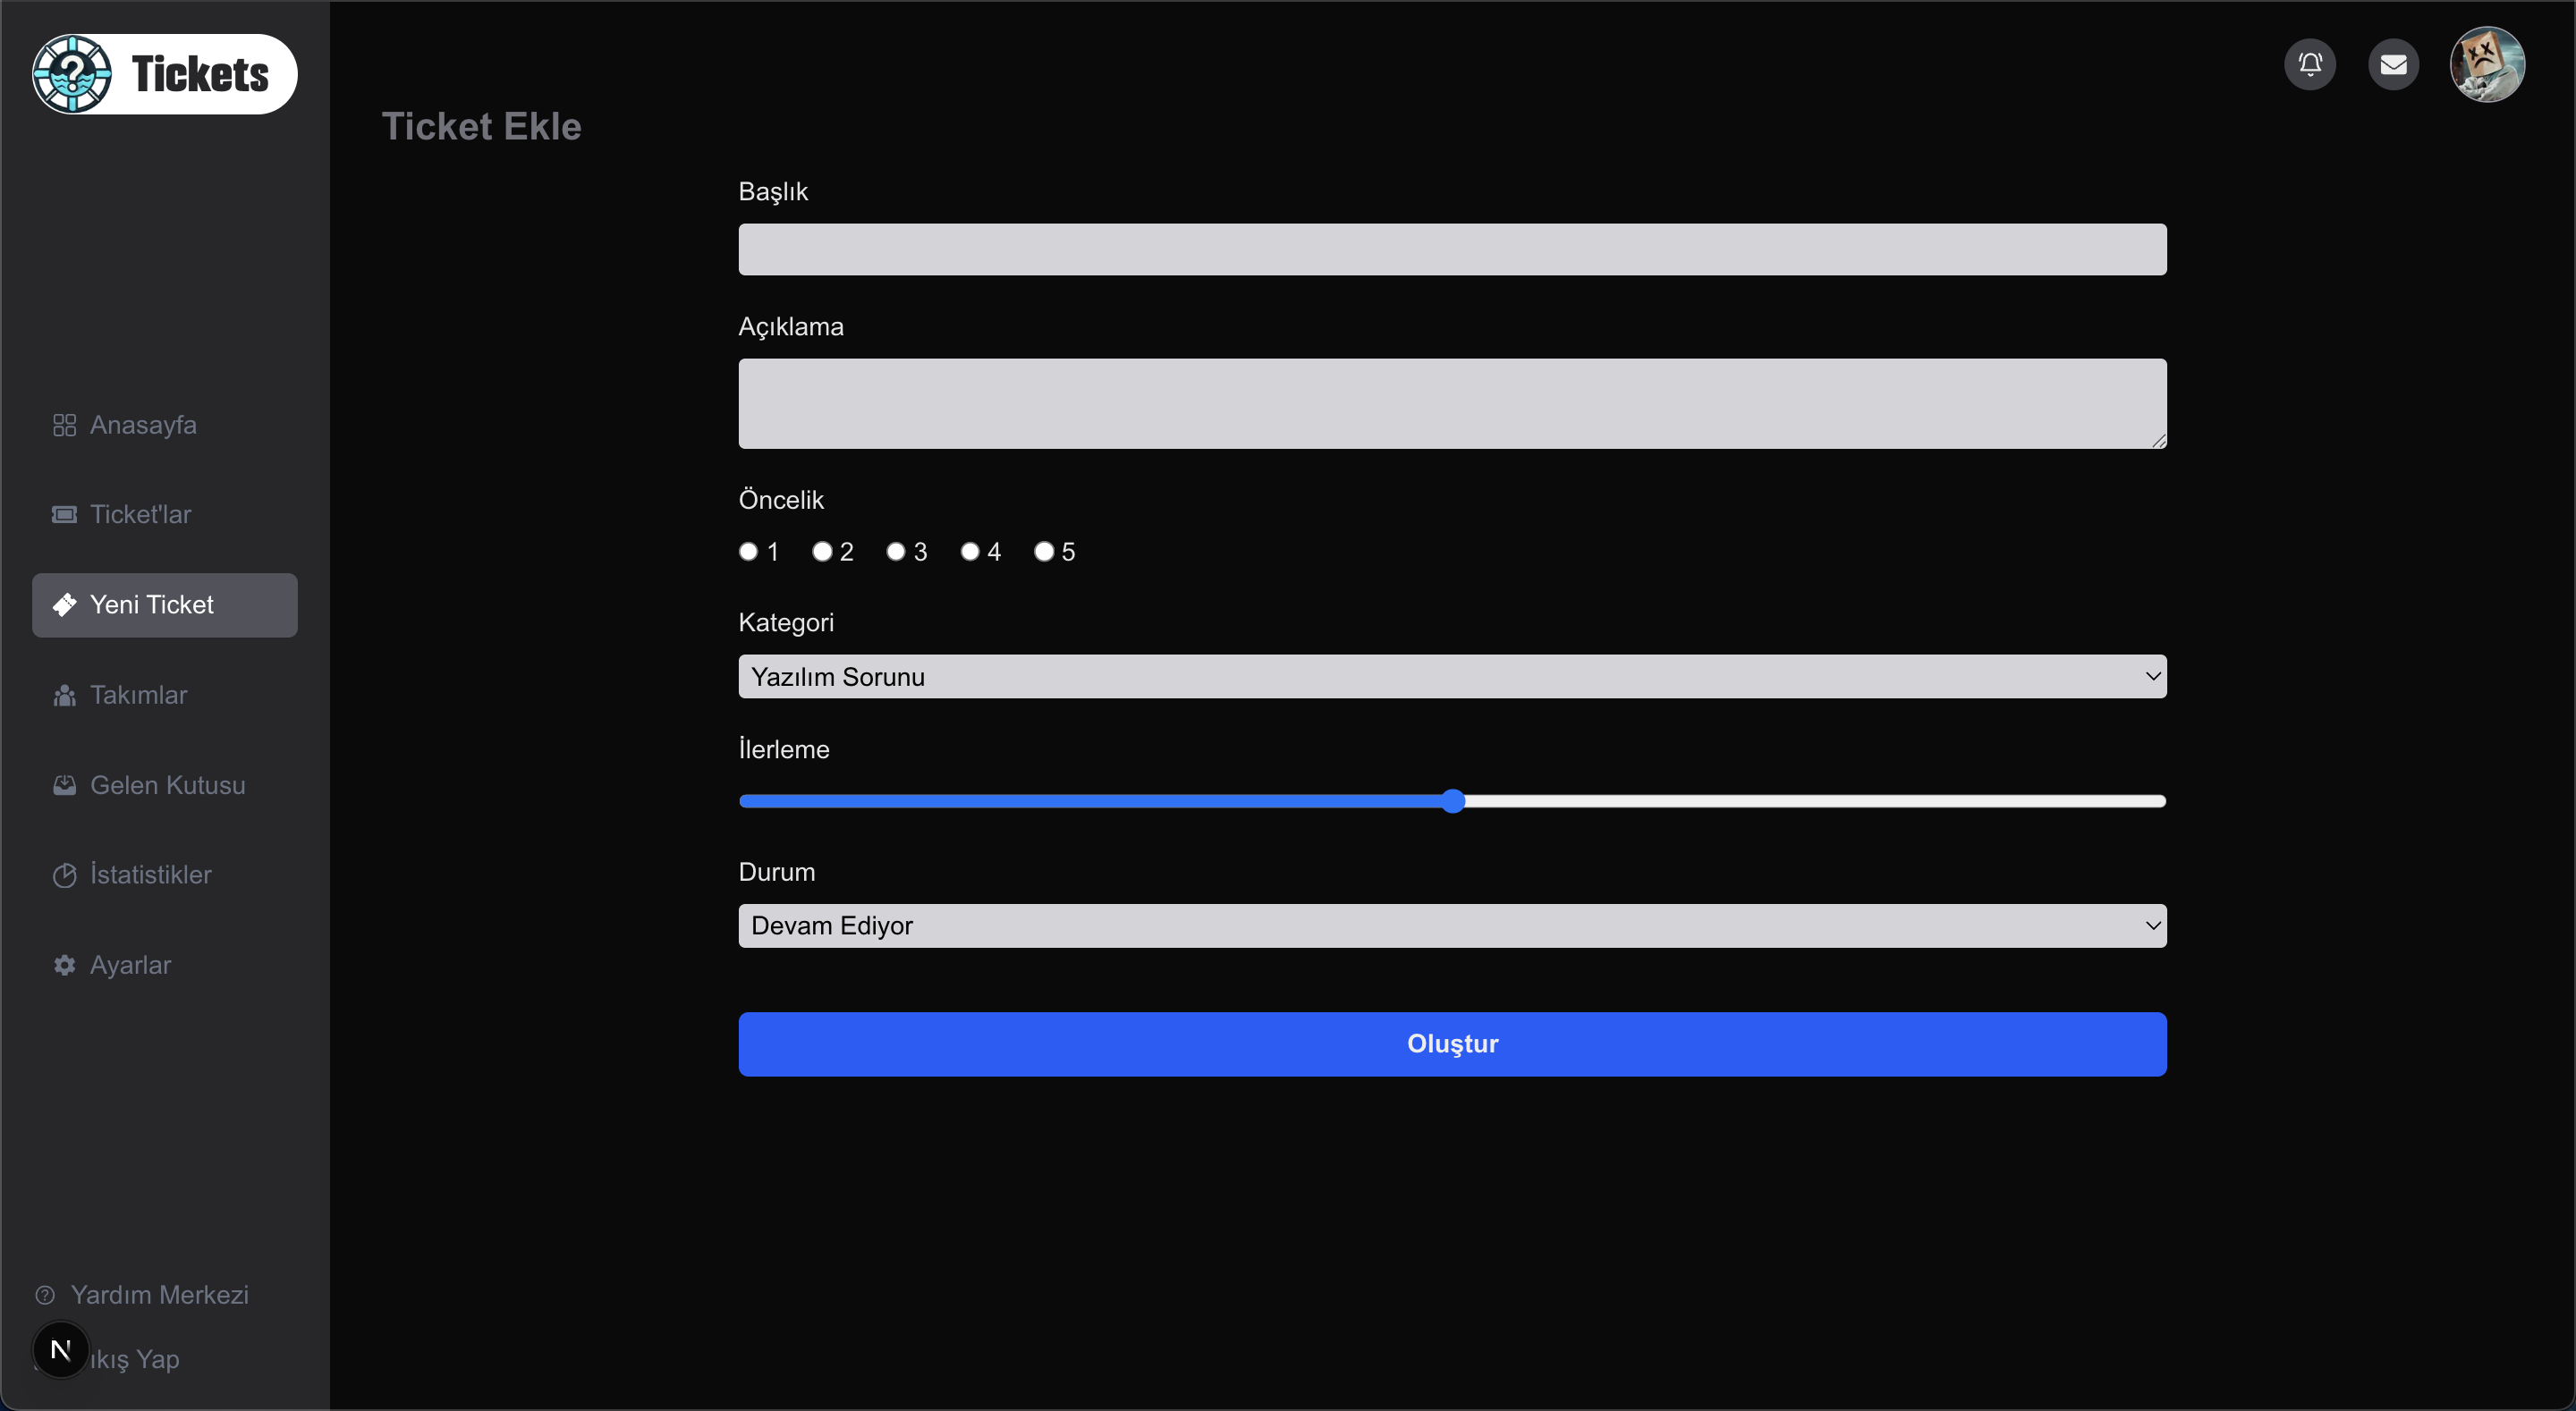 Tickets
Anasayfa
Ticket'lar
Yeni Ticket
Takımlar
Gelen Kutusu
İstatistikler
Ayarlar
Yardım Merkezi
N
ıkış Yap
Ticket Ekle
Başlık
Açıklama
Öncelik
1 2 3 4 5
Kategori
Yazılım Sorunu
İlerleme
Durum
Devam Ediyor
Oluştur